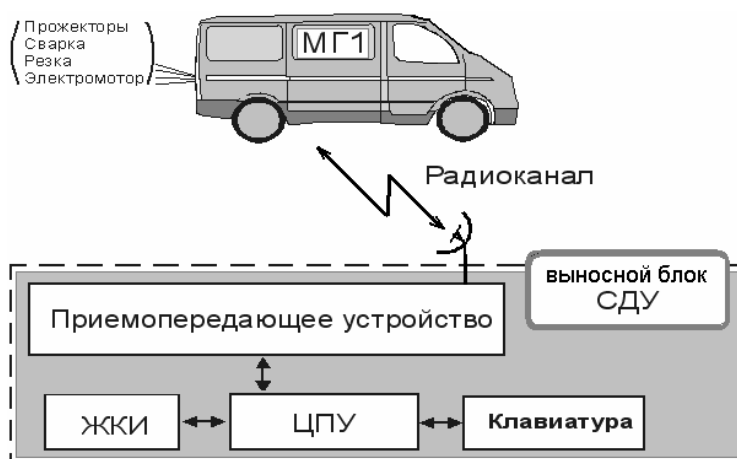 Прожекторы
Сварка
Резка
Электромотор
МГ1
Радиоканал
выносной блок
СДУ
Приемопередающее устройство
ЖКИ
ЦПУ
Клавиатура